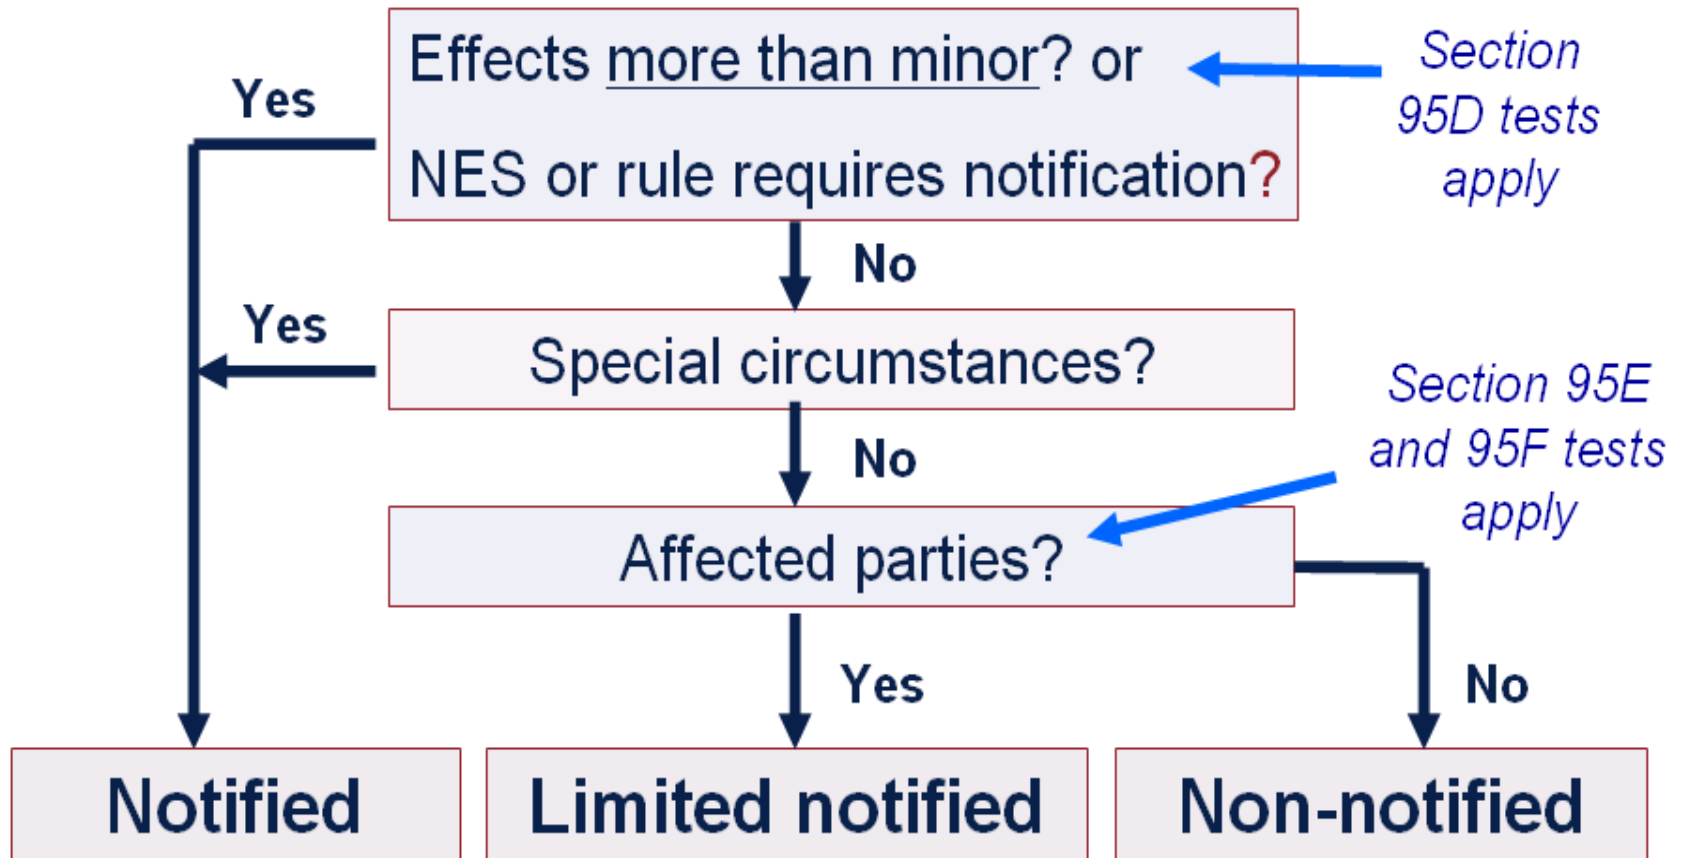 Effects more than minor? or
NES or rule requires notification?
Section
95D tests
apply
Yes
No
Yes
Special circumstances?
No
Section 95E
and 95F tests
apply
Affected parties?
Yes
No
Notified
Limited notified
Non-notified